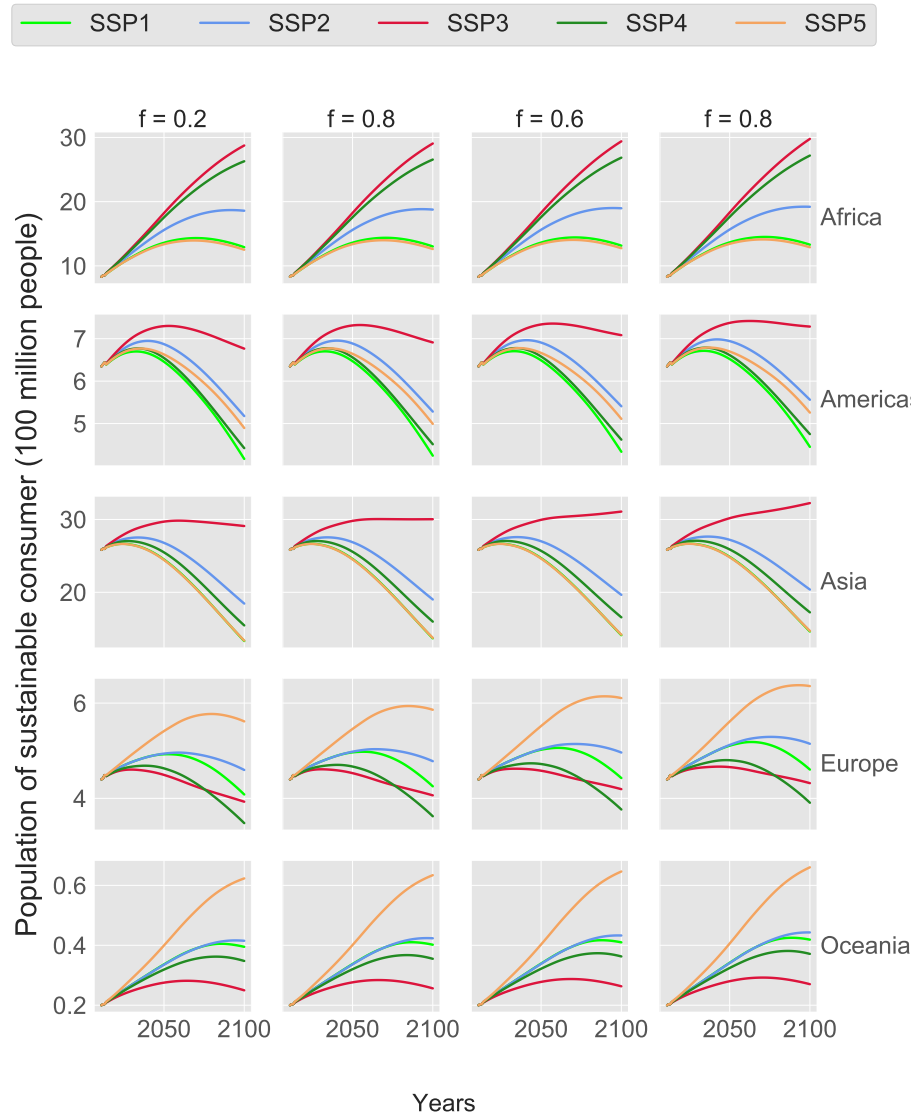 SSP1 SSP2 SSP3 SSP4 SSP5
f = 0.2 f = 0.8 f = 0.6 f = 0.8
Population of sustainable consumer (100 million people)
30
20
10
Africa
7
6
5
Americas
30
20
Asia
6
4
Europe
0.6
0.4
0.2
Oceania
2050 2100 2050 2100 2050 2100 2050 2100
Years